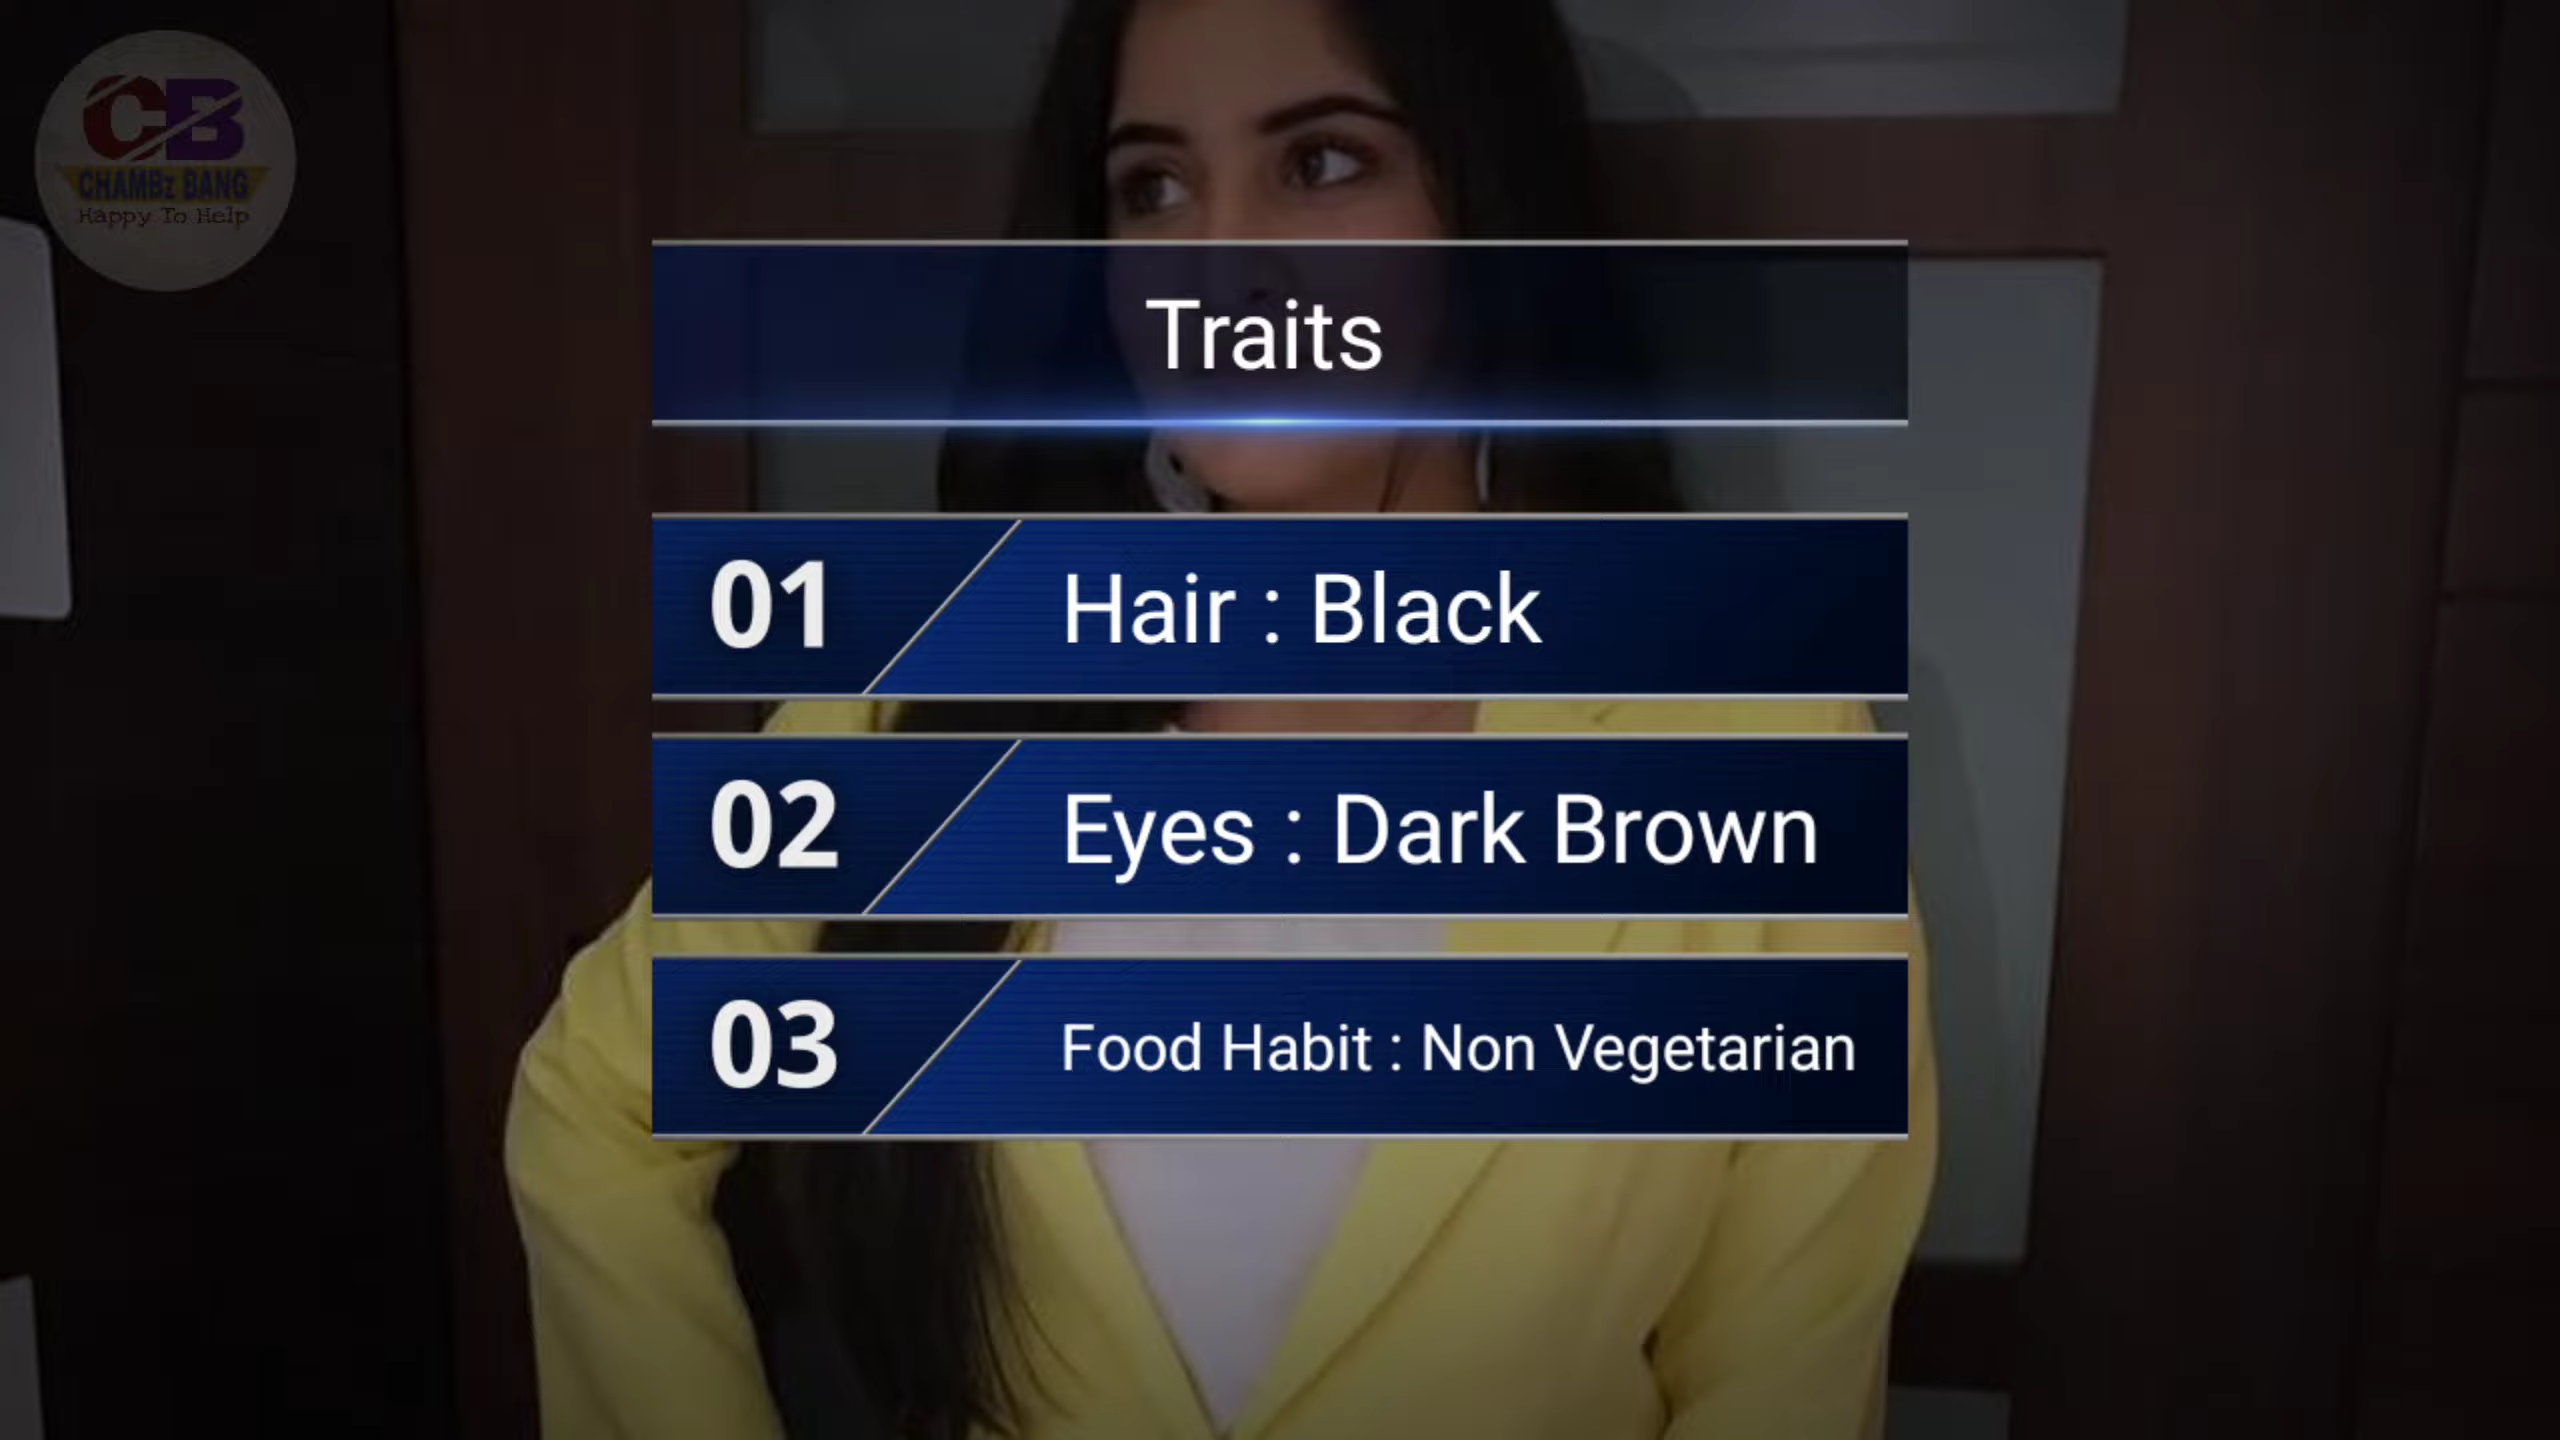 CB
CHAMBz BANG
Happy To Help
Traits
01 Hair : Black
02 Eyes : Dark Brown
03 Food Habit : Non Vegetarian